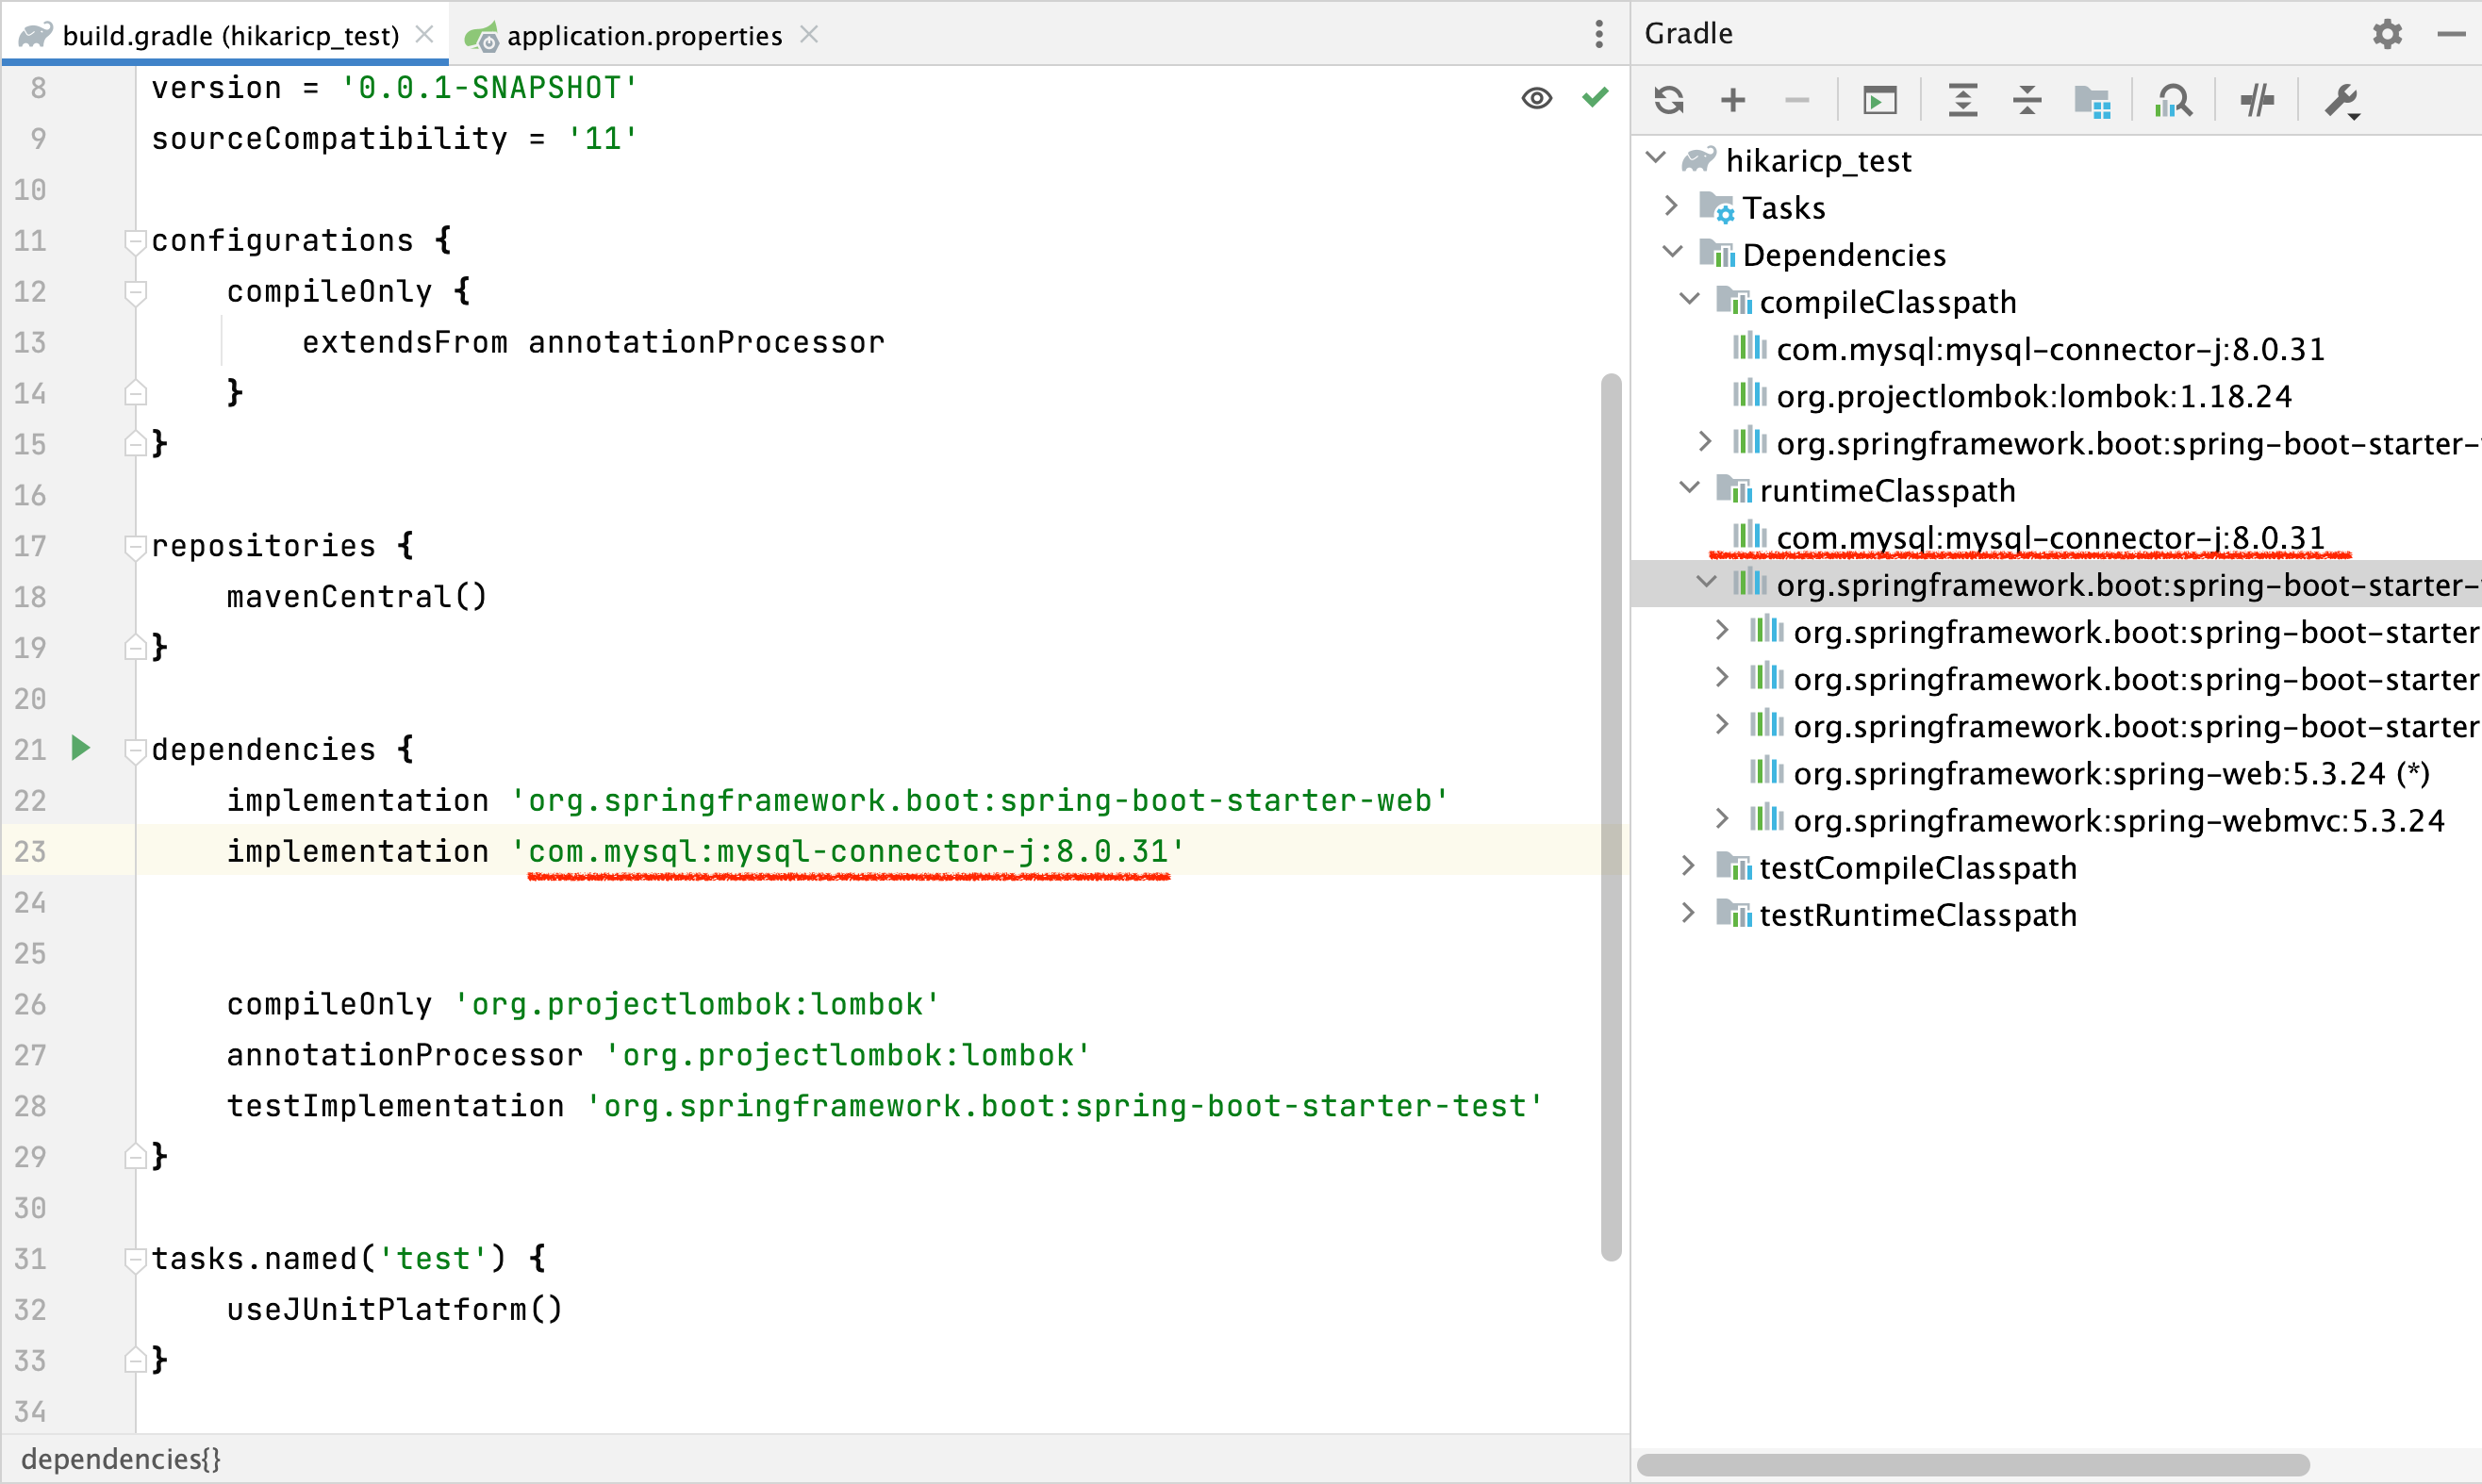 build.gradle (hikaricp_test)
application.properties
8 version = '0.0.1-SNAPSHOT'
9 sourceCompatibility = '11'
10
11 configurations {
12 compileOnly {
13 extendsFrom annotationProcessor
14 }
15 }
16
17 repositories {
18 mavenCentral()
19 }
20
21 dependencies {
22 implementation 'org.springframework.boot:spring-boot-starter-web'
23 implementation 'com.mysql:mysql-connector-j:8.0.31'
24
25
26 compileOnly 'org.projectlombok:lombok'
27 annotationProcessor 'org.projectlombok:lombok'
28 testImplementation 'org.springframework.boot:spring-boot-starter-test'
29 }
30
31 tasks.named('test') {
32 useJUnitPlatform()
33 }
34
dependencies{}
Gradle
hikaricp_test
Tasks
Dependencies
compileClasspath
com.mysql:mysql-connector-j:8.0.31
org.projectlombok:lombok:1.18.24
org.springframework.boot:spring-boot-starter-
runtimeClasspath
com.mysql:mysql-connector-j:8.0.31
org.springframework.boot:spring-boot-starter-
org.springframework.boot:spring-boot-starter
org.springframework.boot:spring-boot-starter
org.springframework.boot:spring-boot-starter
org.springframework:spring-web:5.3.24 (*)
org.springframework:spring-webmvc:5.3.24
testCompileClasspath
testRuntimeClasspath